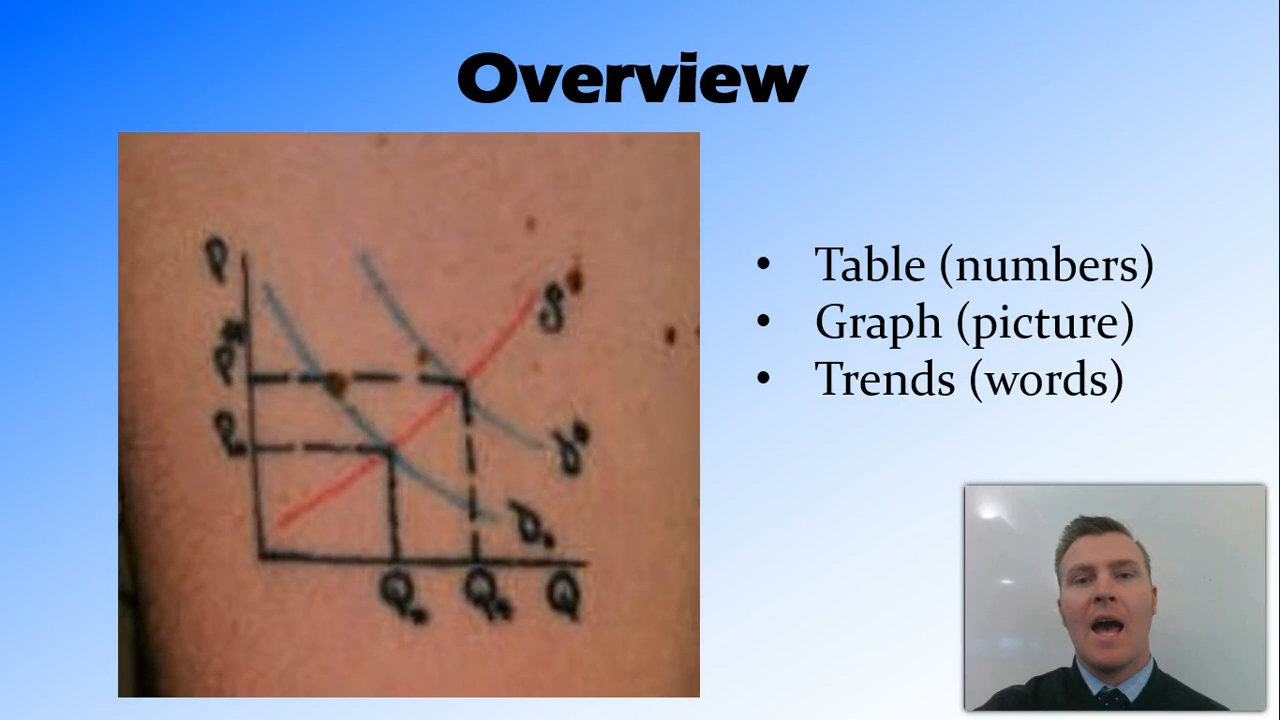 Overview
P
S
Q
• Table (numbers)
• Graph (picture)
• Trends (words)